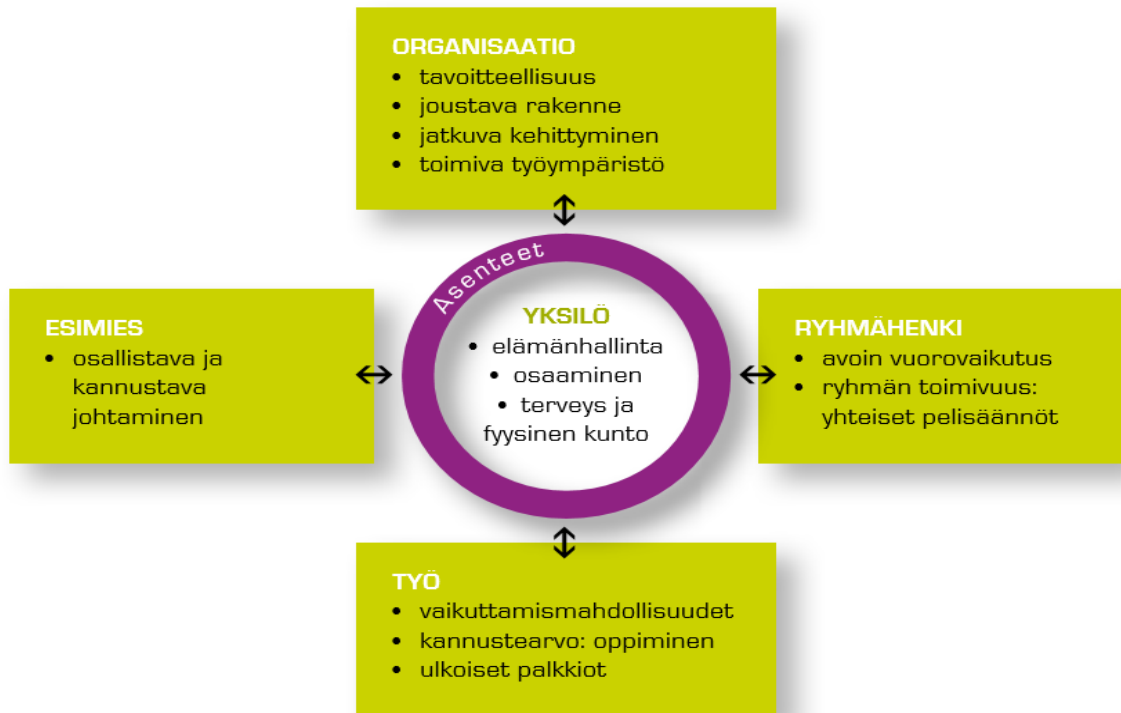 ORGANISAATIO
• tavoitteellisuus
• joustava rakenne
• jatkuva kehittyminen
• toimiva työympäristö
Asenteet
ESIMIES
• osallistava ja
kannustava
johtaminen
YKSILÖ
• elämänhallinta
• osaaminen
• terveys ja
fyysinen kunto
RYHMÄHENKI
• avoin vuorovaikutus
• ryhmän toimivuus:
yhteiset pelisäännöt
TYÖ
• vaikuttamismahdollisuudet
• kannustearvo: oppiminen
• ulkoiset palkkiot